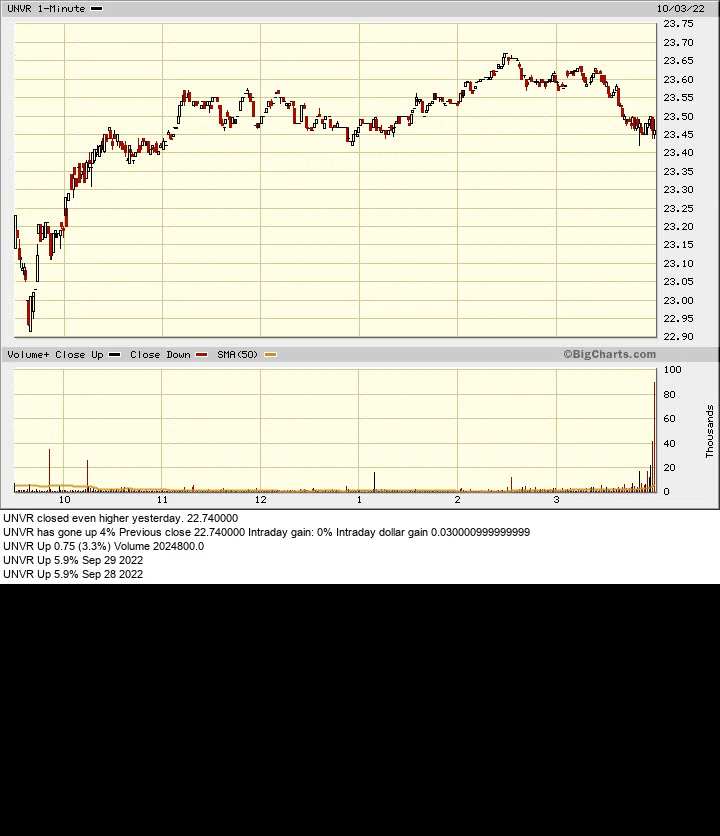 UNVR 1-Minute 10/03/22
23.75
23.70
23.65
23.60
23.55
23.50
23.45
23.40
23.35
23.30
23.25
23.20
23.15
23.10
23.05
23.00
22.95
22.90
Volume+ Close Up Close Down SMA(50) ©BigCharts.com
100
80
60
40
20
0
Thousands
10 11 12 1 2 3
UNVR closed even higher yesterday. 22.740000
UNVR has gone up 4% Previous close 22.740000 Intraday gain: 0% Intraday dollar gain 0.030000999999999
UNVR Up 0.75 (3.3%) Volume 2024800.0
UNVR Up 5.9% Sep 29 2022
UNVR Up 5.9% Sep 28 2022